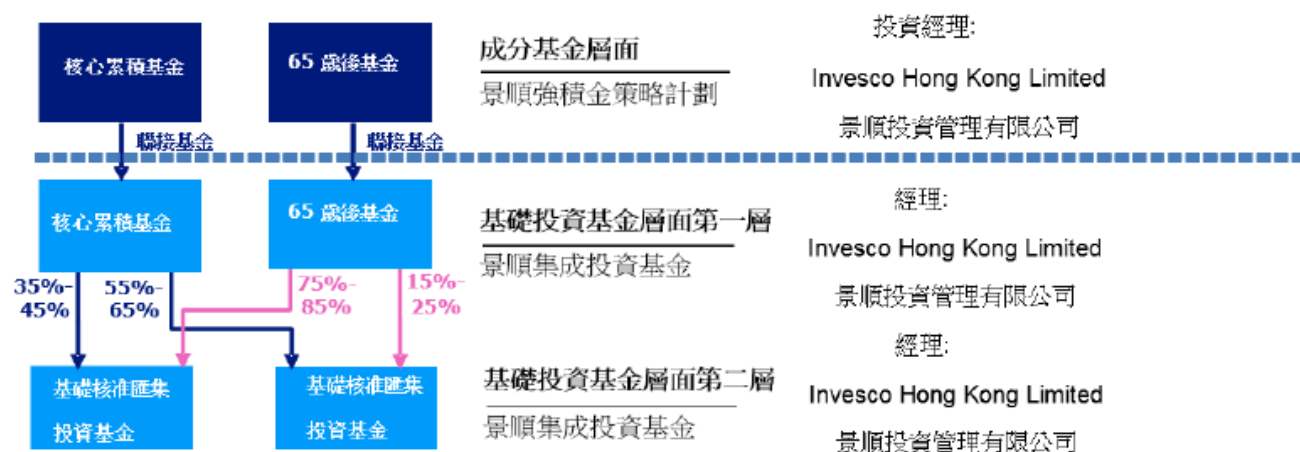 核心累積基金
65 歲後基金
成分基金層面
景順強積金策略計劃
投資經理:
Invesco Hong Kong Limited
景順投資管理有限公司
聯接基金
聯接基金
核心累積基金
65 歲後基金
基礎投資基金層面第一層
景順集成投資基金
經理:
Invesco Hong Kong Limited
景順投資管理有限公司
35%-
45%
55%-
65%
75%-
85%
15%-
25%
基礎核准匯集
投資基金
基礎核准匯集
投資基金
基礎投資基金層面第二層
景順集成投資基金
經理:
Invesco Hong Kong Limited
景順投資管理有限公司